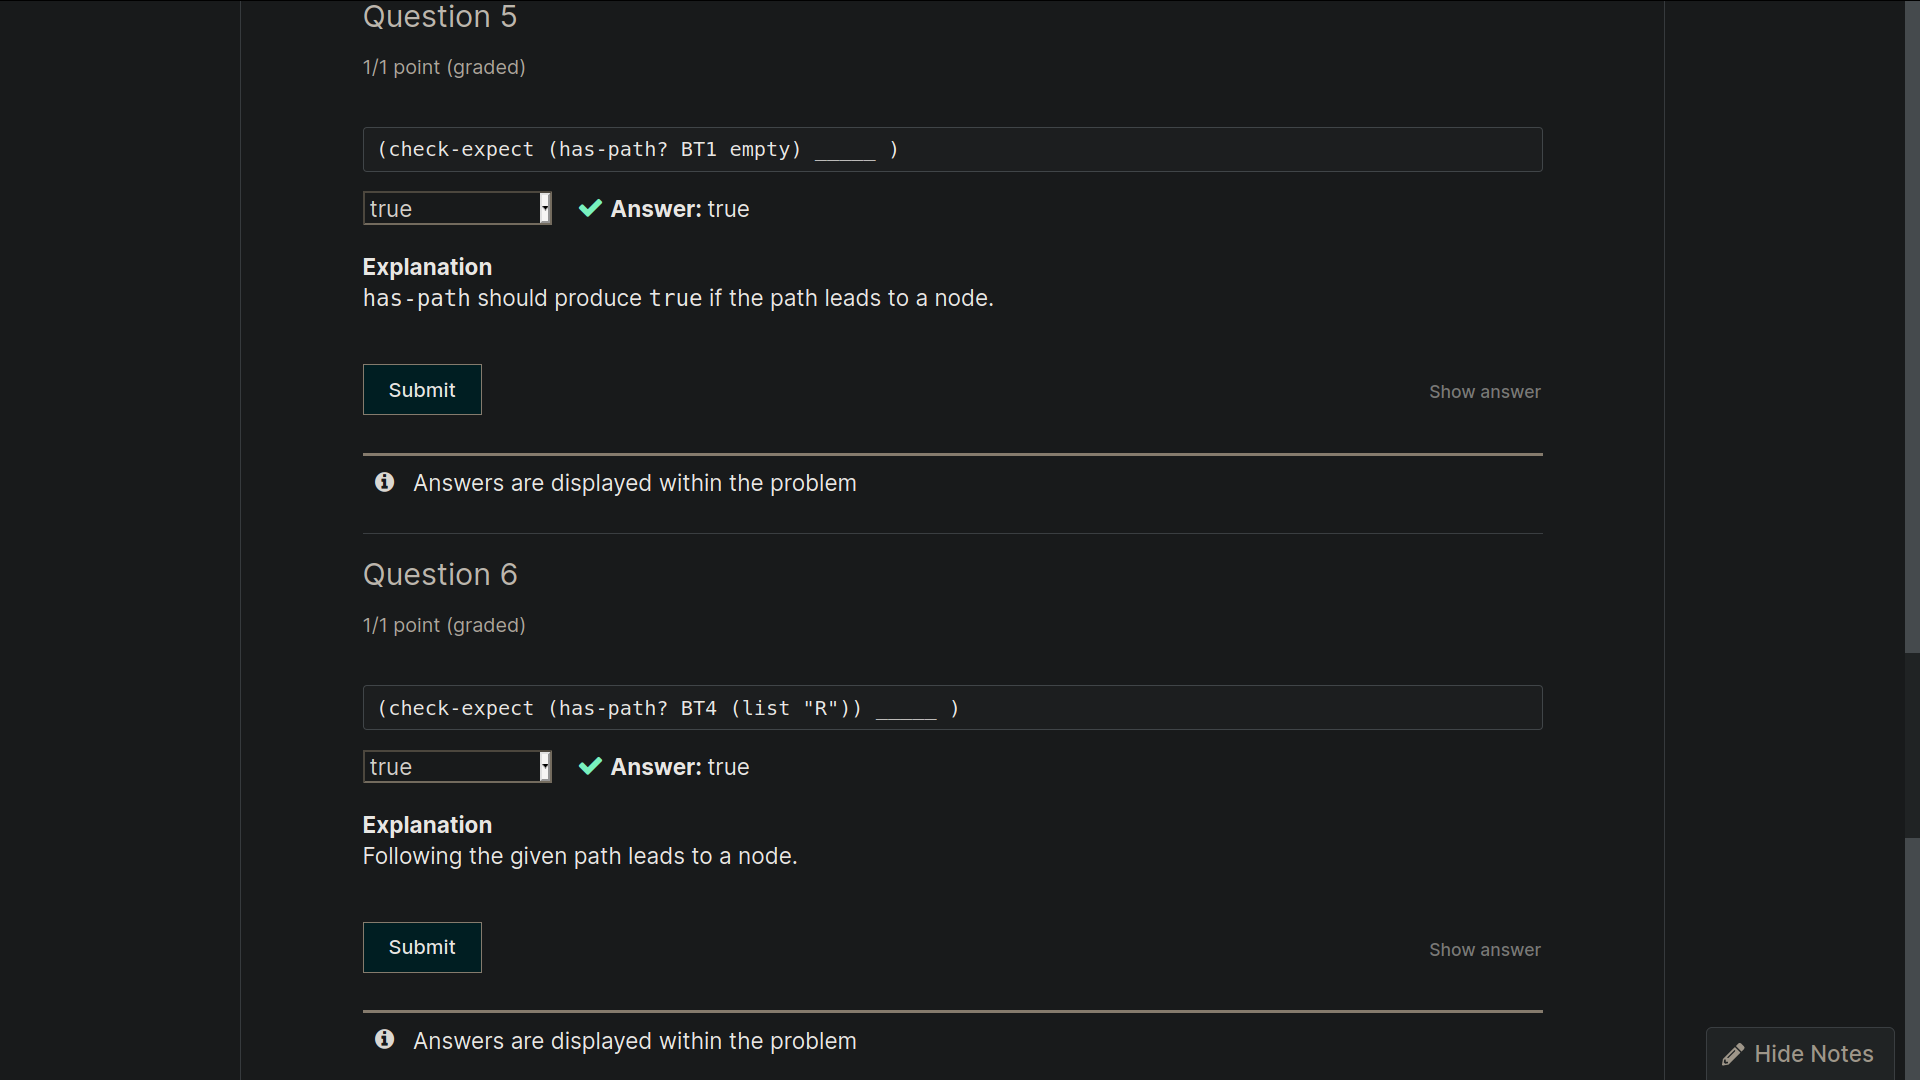 Question 5
1/1 point (graded)
(check-expect (has-path? BT1 empty) _____ )
true
Answer: true
Explanation
has-path should produce true if the path leads to a node.
Submit
Show answer
Answers are displayed within the problem
Question 6
1/1 point (graded)
(check-expect (has-path? BT4 (list "R")) _____ )
true
Answer: true
Explanation
Following the given path leads to a node.
Submit
Show answer
Answers are displayed within the problem
Hide Notes